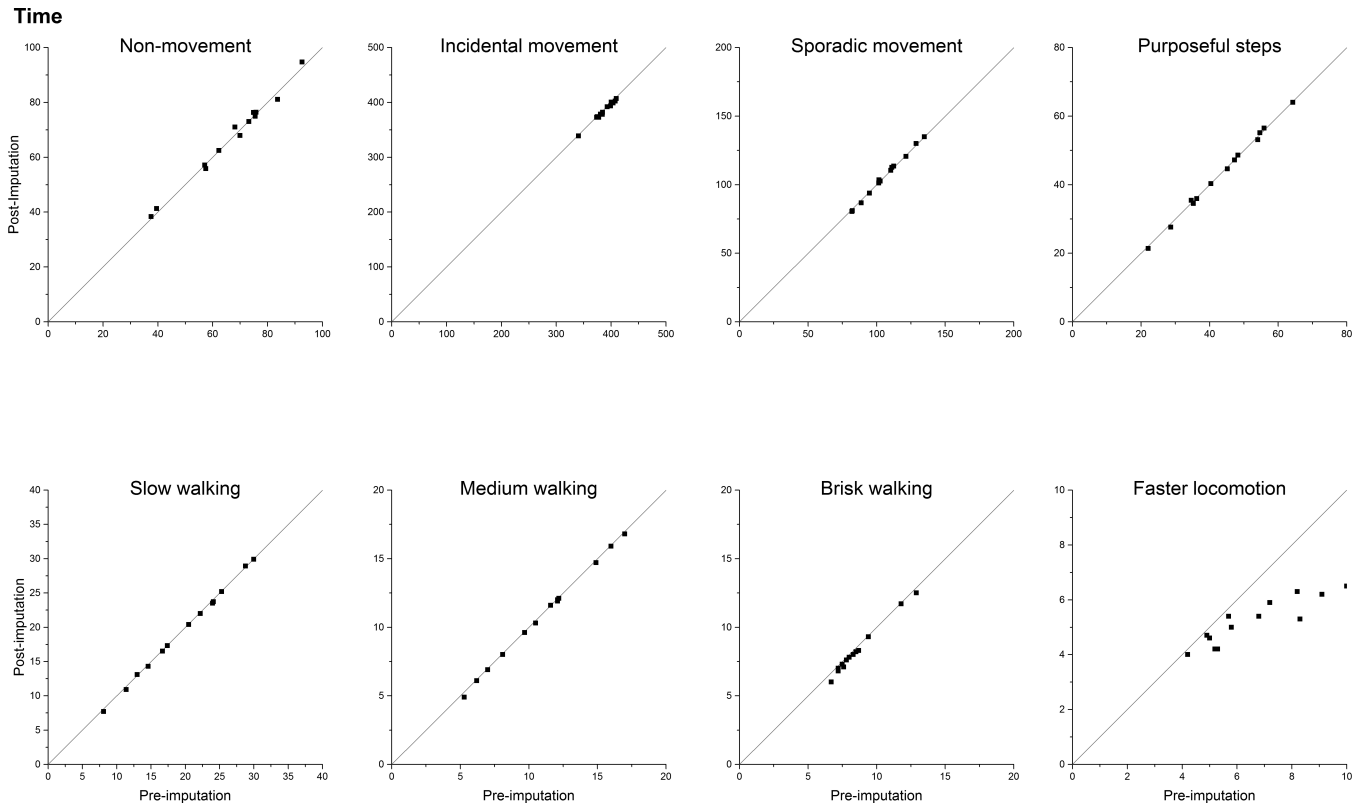 Time
Non-movement
Incidental movement
Sporadic movement
Purposeful steps
Post-Imputation
100
80
60
40
20
0
0 20 40 60 80 100
500
400
300
200
100
0
0 100 200 300 400 500
200
150
100
50
0
0 50 100 150 200
80
60
40
20
0
0 20 40 60 80
Slow walking
Medium walking
Brisk walking
Faster locomotion
Post-imputation
40
35
30
25
20
15
10
5
0
0 5 10 15 20 25 30 35 40
Pre-imputation
20
15
10
5
0
0 5 10 15 20
Pre-imputation
20
15
10
5
0
0 5 10 15 20
Pre-imputation
10
8
6
4
2
0
0 2 4 6 8 10
Pre-imputation